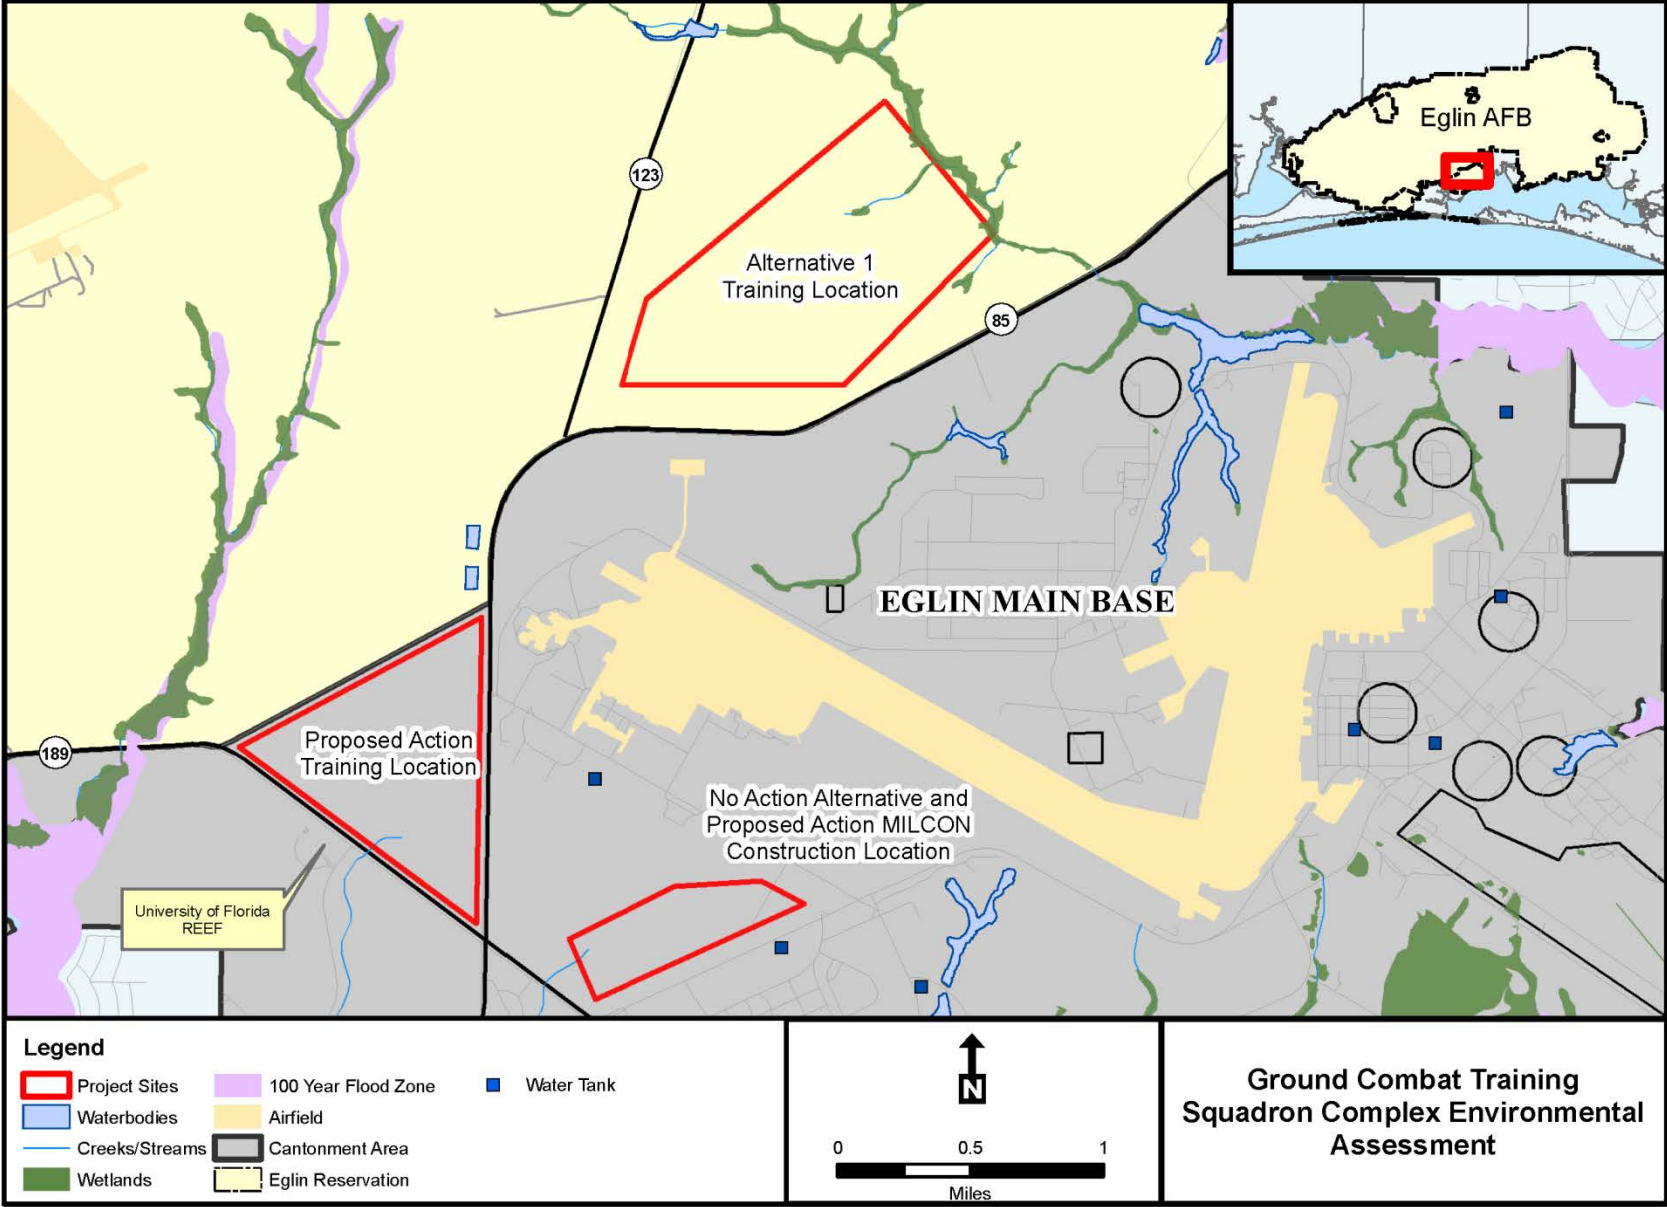 Eglin AFB
123
Alternative 1
Training Location
85
EGLIN MAIN BASE
Proposed Action
Training Location
189
No Action Alternative and
Proposed Action MILCON
Construction Location
University of Florida
REEF
Legend
Project Sites
Waterbodies
Creeks/Streams
Wetlands
100 Year Flood Zone
Airfield
Cantonment Area
Eglin Reservation
Water Tank
N
0 0.5 1
Miles
Ground Combat Training
Squadron Complex Environmental
Assessment